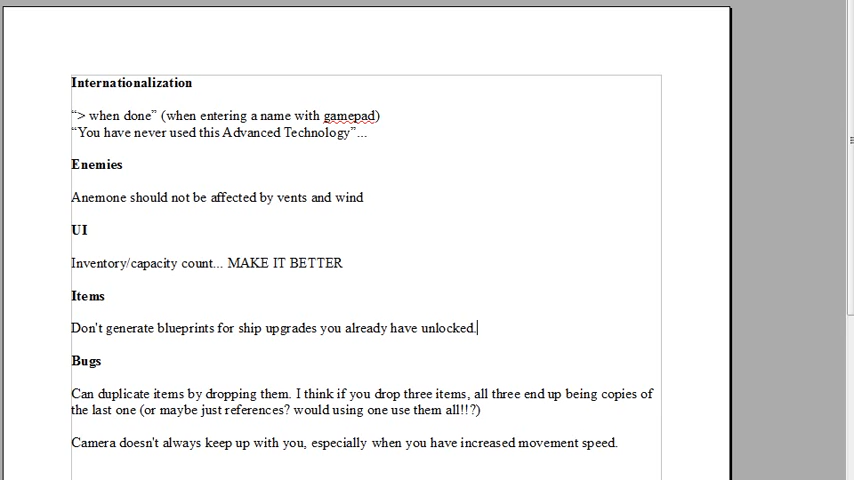 Internationalization
“> when done” (when entering a name with gamepad)
“You have never used this Advanced Technology”...
Enemies
Anemone should not be affected by vents and wind
UI
Inventory/capacity count... MAKE IT BETTER
Items
Don't generate blueprints for ship upgrades you already have unlocked.
Bugs
Can duplicate items by dropping them. I think if you drop three items, all three end up being copies of
the last one (or maybe just references? would using one use them all!!?)
Camera doesn't always keep up with you, especially when you have increased movement speed.